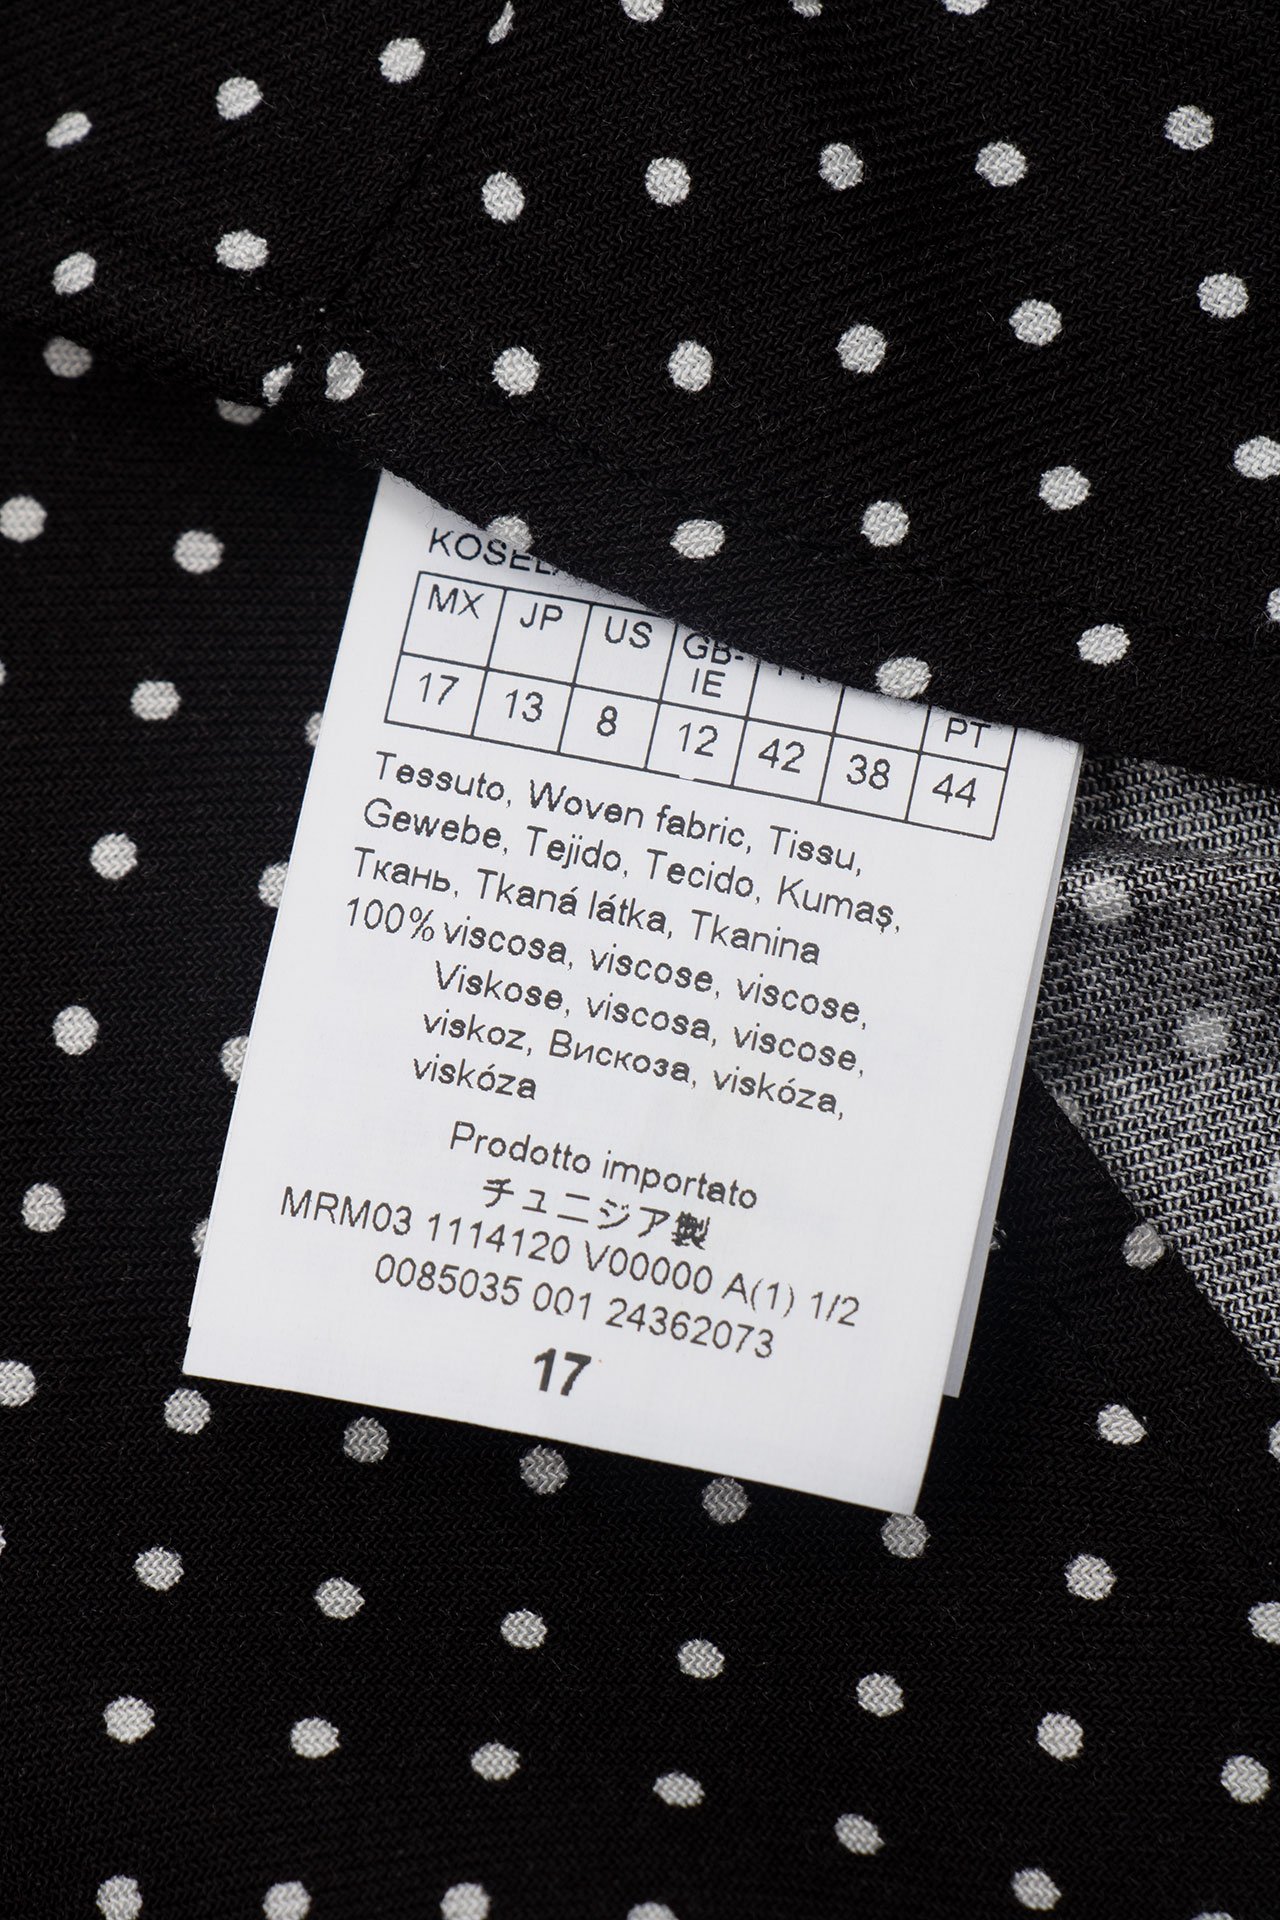 MX JP US GB-IE PT
17 13 8 12 42 38 44
Tessuto, Woven fabric, Tissu,
Gewebe, Tejido, Tecido, Kumaş,
Ткань, Tkaná látka, Tkanina
100% viscosa, viscose, viscose,
Viskose, viscosa, viscose,
viskoz, Вискоза, viskóza,
viskóza
Prodotto importato
チュニジア製
MRM03 1114120 V00000 A(1) 1/2
0085035 001 24362073
17